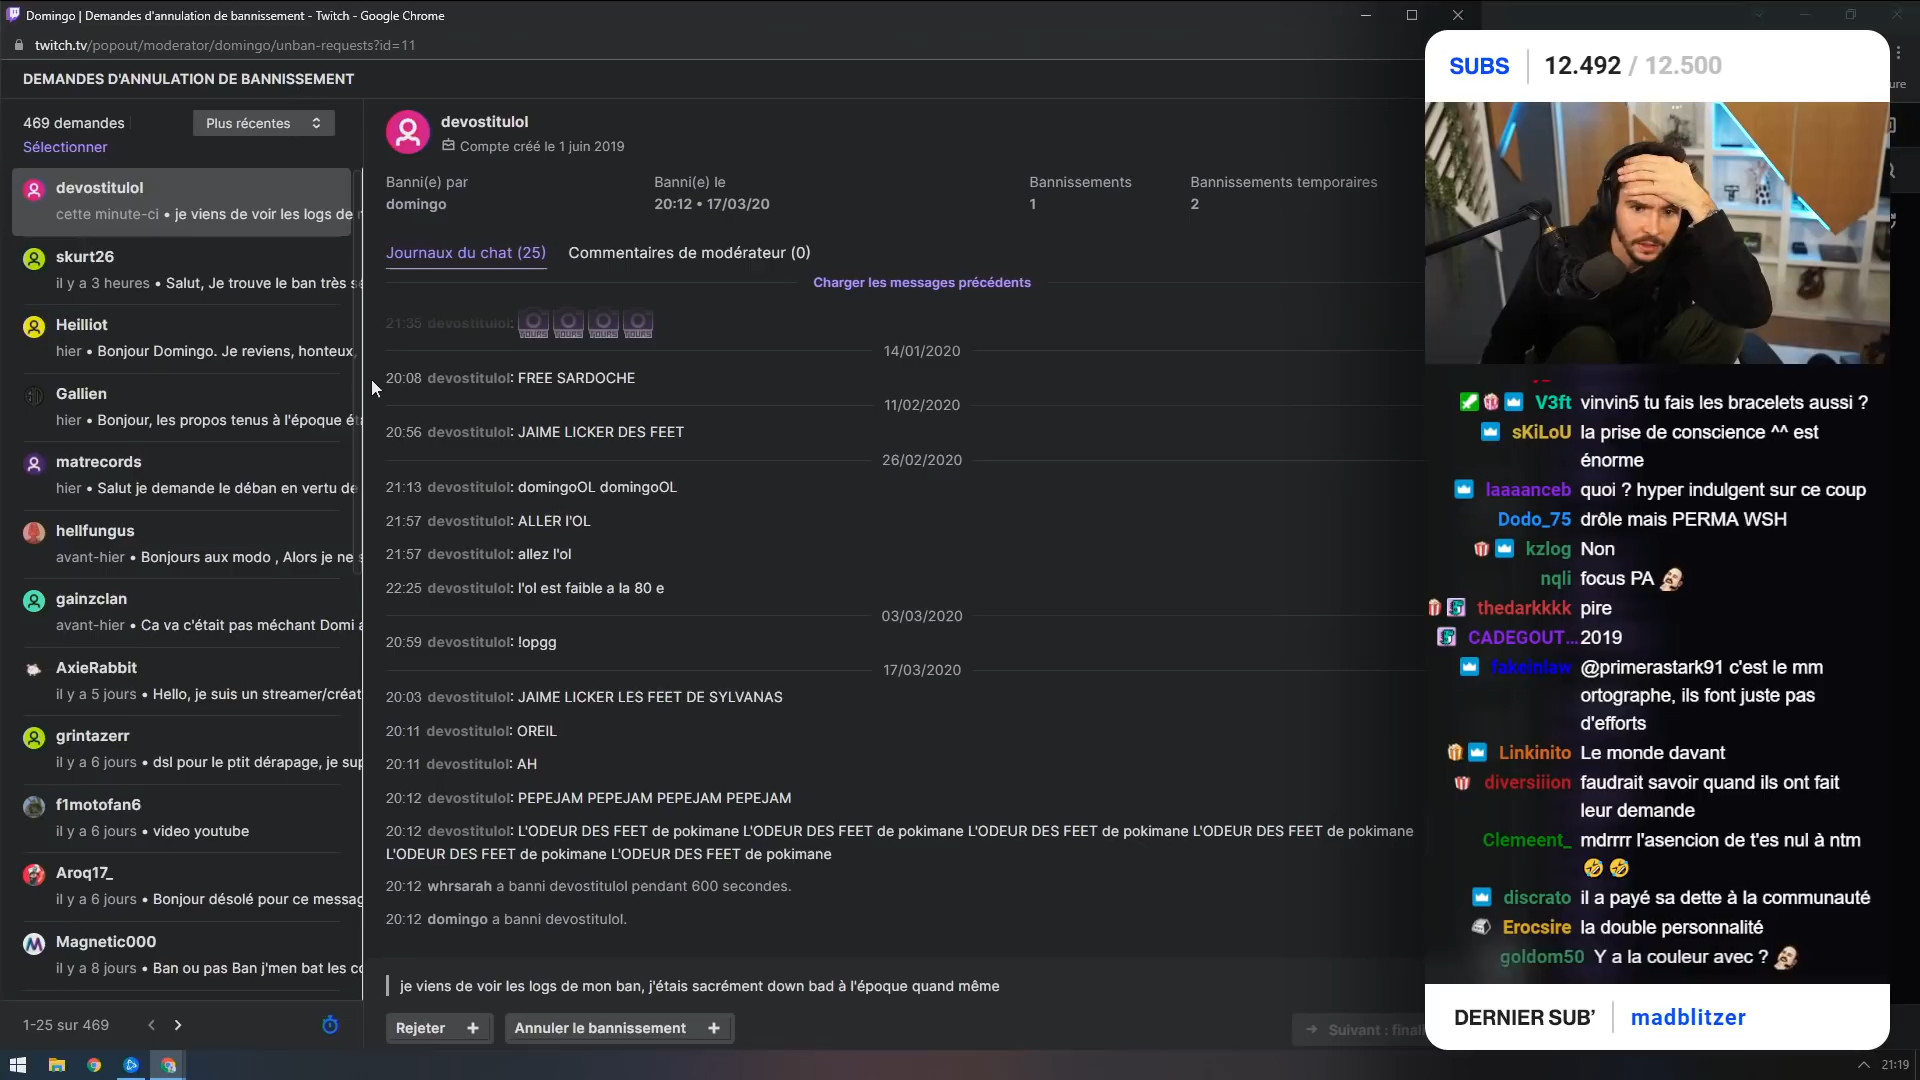 Domingo | Demandes d'annulation de bannissement - Twitch - Google Chrome
twitch.tv/popout/moderator/domingo/unban-requests?id=11
DEMANDES D'ANNULATION DE BANNISSEMENT
469 demandes
Plus récentes
Sélectionner
devostitulol
cette minute-ci • je viens de voir les logs de
skurt26
il y a 3 heures • Salut, Je trouve le ban très
Heilliot
hier • Bonjour Domingo. Je reviens, honteux,
Gallien
hier • Bonjour, les propos tenus à l'époque
matrecords
hier • Salut je demande le déban en vertu de
hellfungus
avant-hier • Bonjours aux modo , Alors je ne
gainzclan
avant-hier • Ca va c'était pas méchant Domi
AxieRabbit
il y a 5 jours • Hello, je suis un streamer/créat
grintazerr
il y a 6 jours • dsl pour le ptit dérapage, je sup
f1motofan6
il y a 6 jours • video youtube
Aroq17_
il y a 6 jours • Bonjour désolé pour ce messag
Magnetic000
il y a 8 jours • Ban ou pas Ban j'men bat les
1-25 sur 469
devostitulol
Compte créé le 1 juin 2019
Banni(e) par
domingo
Banni(e) le
20:12 • 17/03/20
Bannissements
1
Bannissements temporaires
2
Journaux du chat (25)
Commentaires de modérateur (0)
Charger les messages précédents
21:35 devostitulol:
14/01/2020
20:08 devostitulol: FREE SARDOCHE
11/02/2020
20:56 devostitulol: JAIME LICKER DES FEET
26/02/2020
21:13 devostitulol: domingoOL domingoOL
21:57 devostitulol: ALLER l'OL
21:57 devostitulol: allez l'ol
22:25 devostitulol: l'ol est faible a la 80 e
03/03/2020
20:59 devostitulol: !opgg
17/03/2020
20:03 devostitulol: JAIME LICKER LES FEET DE SYLVANAS
20:11 devostitulol: OREIL
20:11 devostitulol: AH
20:12 devostitulol: PEPEJAM PEPEJAM PEPEJAM PEPEJAM
20:12 devostitulol: L'ODEUR DES FEET de pokimane L'ODEUR DES FEET de pokimane L'ODEUR DES FEET de pokimane L'ODEUR DES FEET de pokimane
L'ODEUR DES FEET de pokimane L'ODEUR DES FEET de pokimane
20:12 whrsarah a banni devostitulol pendant 600 secondes.
20:12 domingo a banni devostitulol.
je viens de voir les logs de mon ban, j'étais sacrément down bad à l'époque quand même
Rejeter +
Annuler le bannissement +
Suivant : final
SUBS 12.492 / 12.500
ure
V3ft vinvin5 tu fais les bracelets aussi ?
sKiLoU la prise de conscience ^^ est
énorme
laaaanceb quoi ? hyper indulgent sur ce coup
Dodo_75 drôle mais PERMA WSH
kzlog Non
nqli focus PA
thedarkkkk pire
CADEGOUT... 2019
fakeinlaw @primerastark91 c'est le mm
ortographe, ils font juste pas
d'efforts
Linkinito Le monde davant
diversiiion faudrait savoir quand ils ont fait
leur demande
Clemeent_ mdrrrr l'asencion de t'es nul à ntm
discrato il a payé sa dette à la communauté
Erocsire la double personnalité
goldom50 Y a la couleur avec ?
DERNIER SUB' madblitzer
21:19